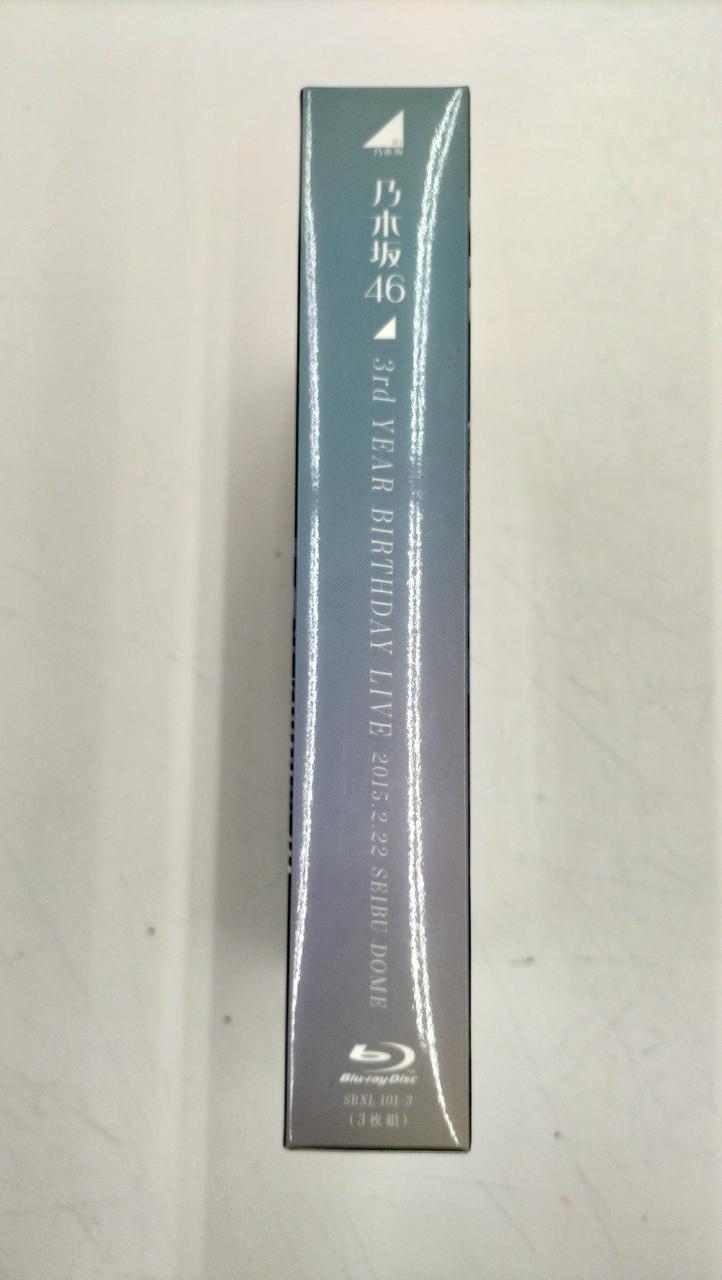 乃木坂
乃木坂46
3rd YEAR BIRTHDAY LIVE 2015.2.22 SEIBU DOME
Blu-ray Disc
SRXL 101-3
(3枚組)